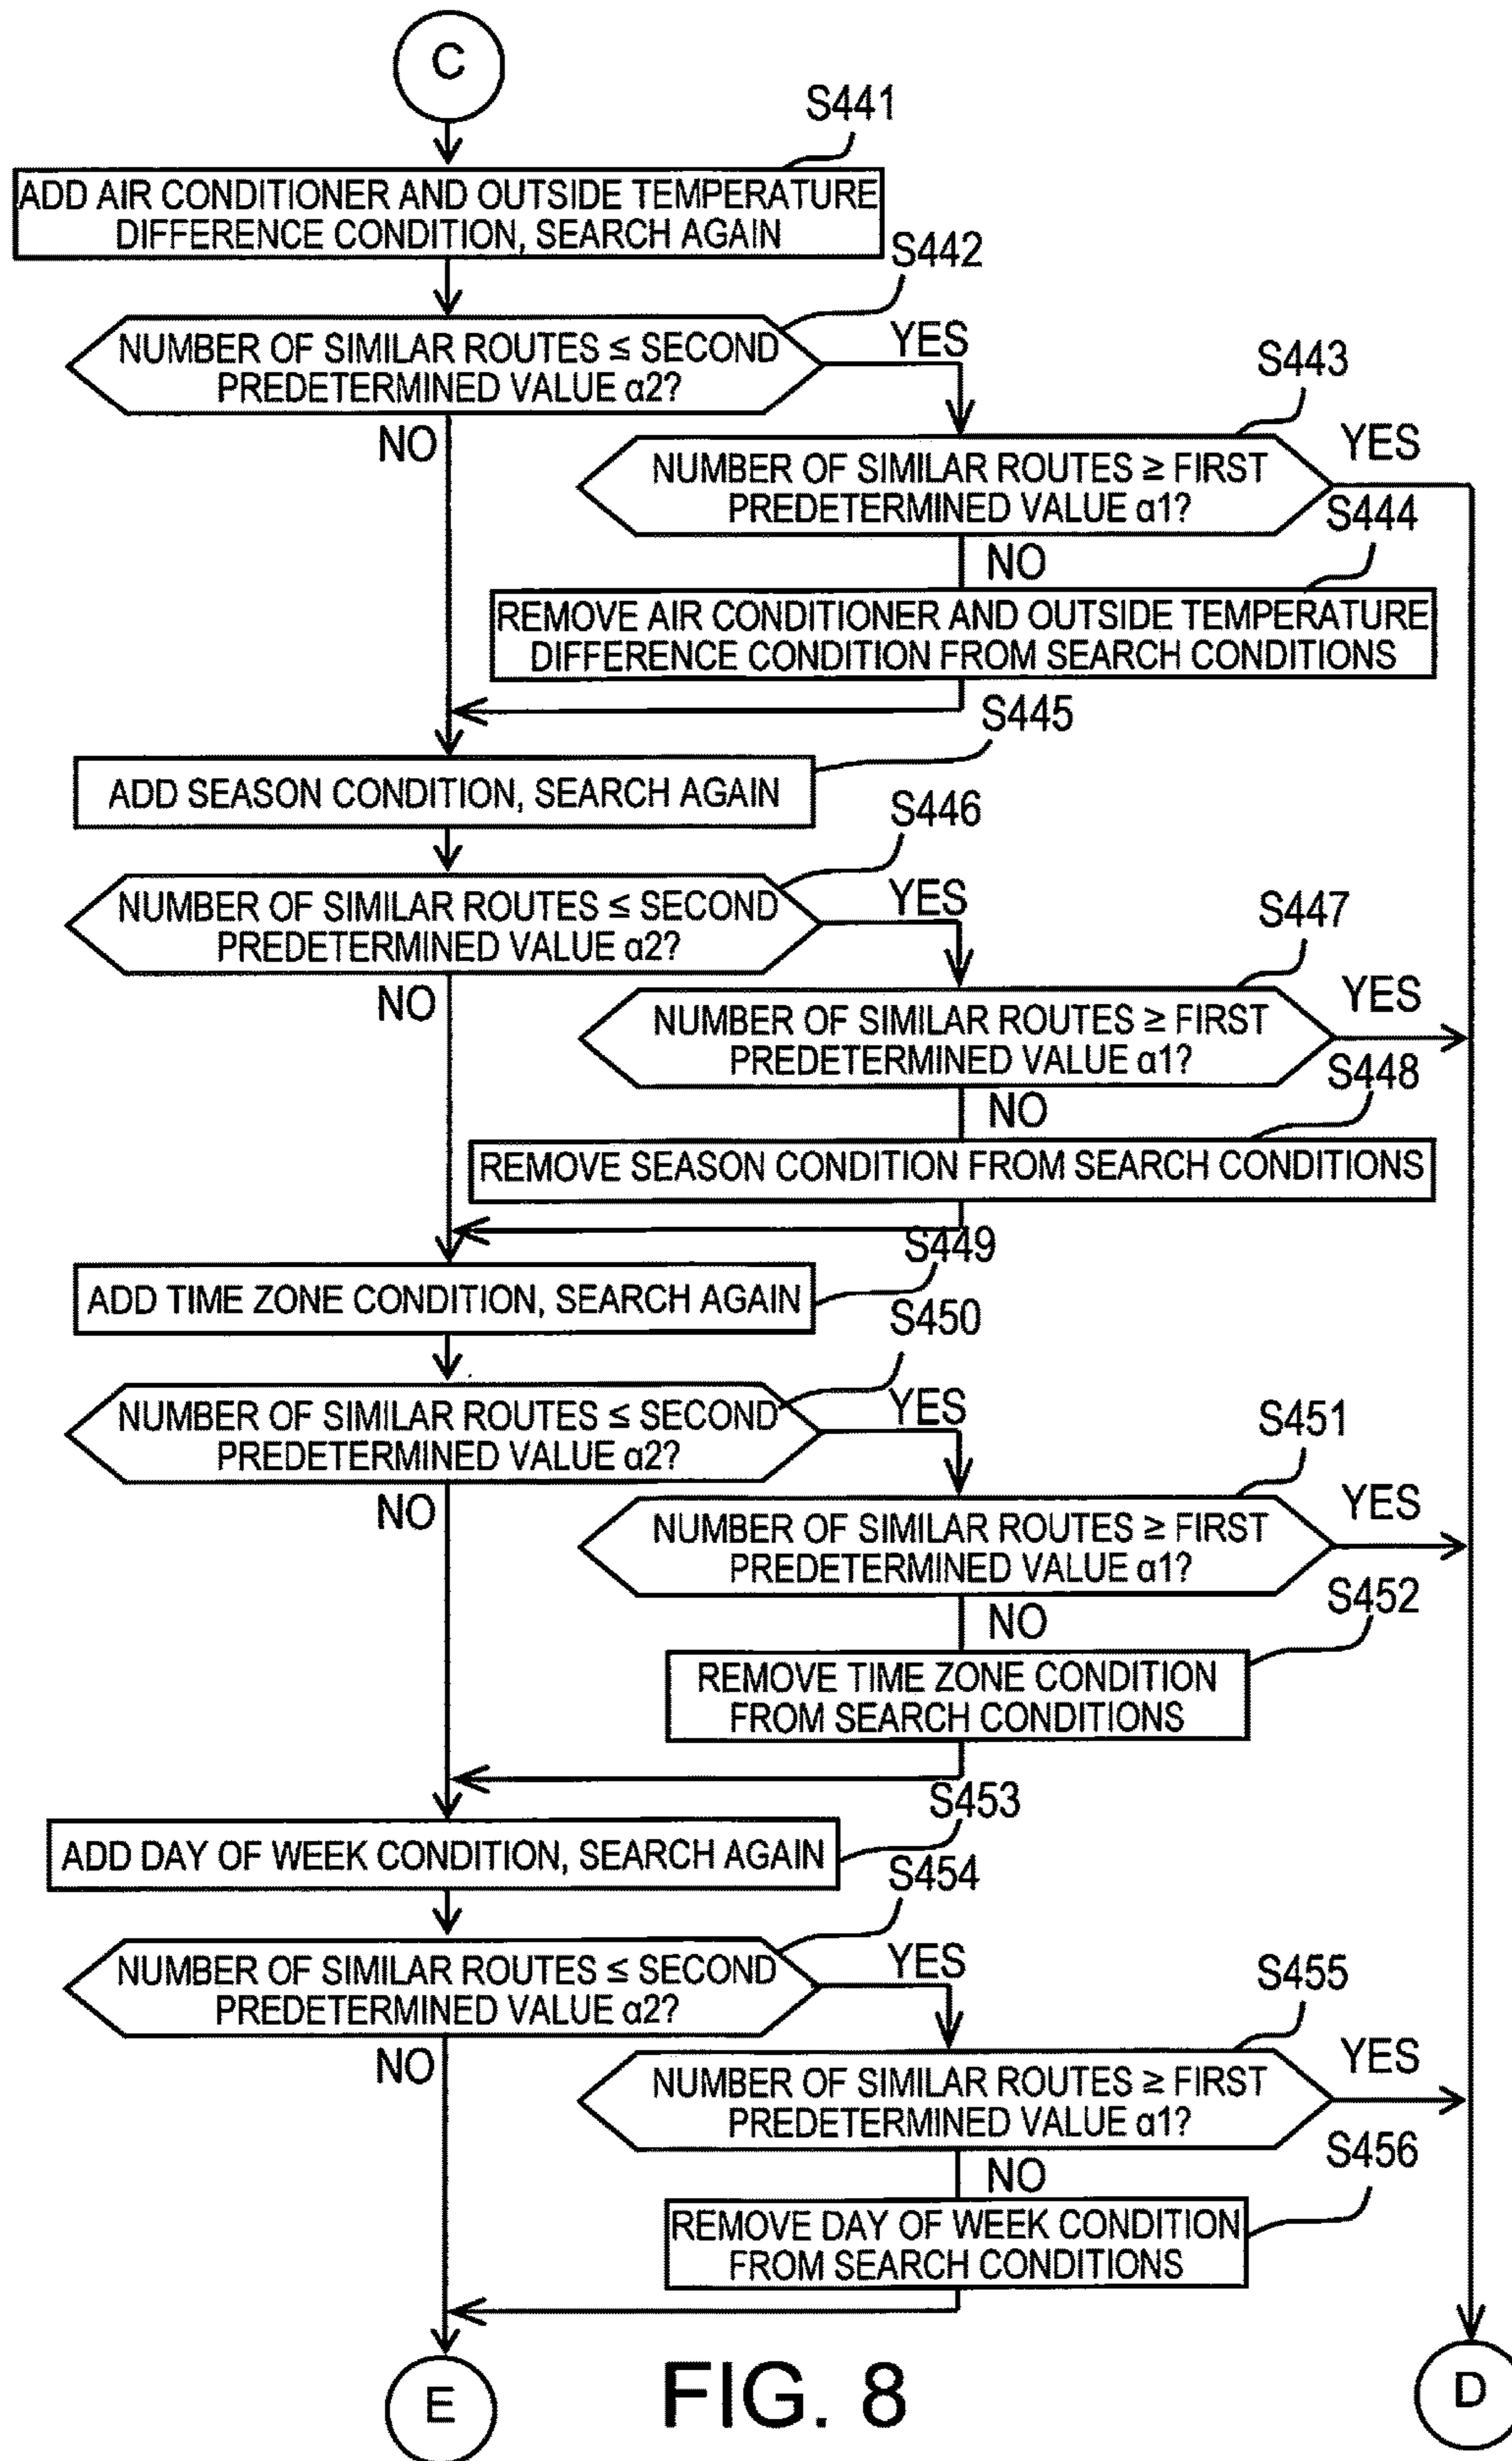 C
S441
ADD AIR CONDITIONER AND OUTSIDE TEMPERATURE
DIFFERENCE CONDITION, SEARCH AGAIN
S442
NUMBER OF SIMILAR ROUTES ≤ SECOND
PREDETERMINED VALUE α2?
YES
NO
S443
NUMBER OF SIMILAR ROUTES ≥ FIRST
PREDETERMINED VALUE α1?
YES
NO
S444
REMOVE AIR CONDITIONER AND OUTSIDE TEMPERATURE
DIFFERENCE CONDITION FROM SEARCH CONDITIONS
S445
ADD SEASON CONDITION, SEARCH AGAIN
S446
NUMBER OF SIMILAR ROUTES ≤ SECOND
PREDETERMINED VALUE α2?
YES
NO
S447
NUMBER OF SIMILAR ROUTES ≥ FIRST
PREDETERMINED VALUE α1?
YES
NO
S448
REMOVE SEASON CONDITION FROM SEARCH CONDITIONS
S449
ADD TIME ZONE CONDITION, SEARCH AGAIN
S450
NUMBER OF SIMILAR ROUTES ≤ SECOND
PREDETERMINED VALUE α2?
YES
NO
S451
NUMBER OF SIMILAR ROUTES ≥ FIRST
PREDETERMINED VALUE α1?
YES
NO
S452
REMOVE TIME ZONE CONDITION
FROM SEARCH CONDITIONS
S453
ADD DAY OF WEEK CONDITION, SEARCH AGAIN
S454
NUMBER OF SIMILAR ROUTES ≤ SECOND
PREDETERMINED VALUE α2?
YES
NO
S455
NUMBER OF SIMILAR ROUTES ≥ FIRST
PREDETERMINED VALUE α1?
YES
NO
S456
REMOVE DAY OF WEEK CONDITION
FROM SEARCH CONDITIONS
E
FIG. 8
D